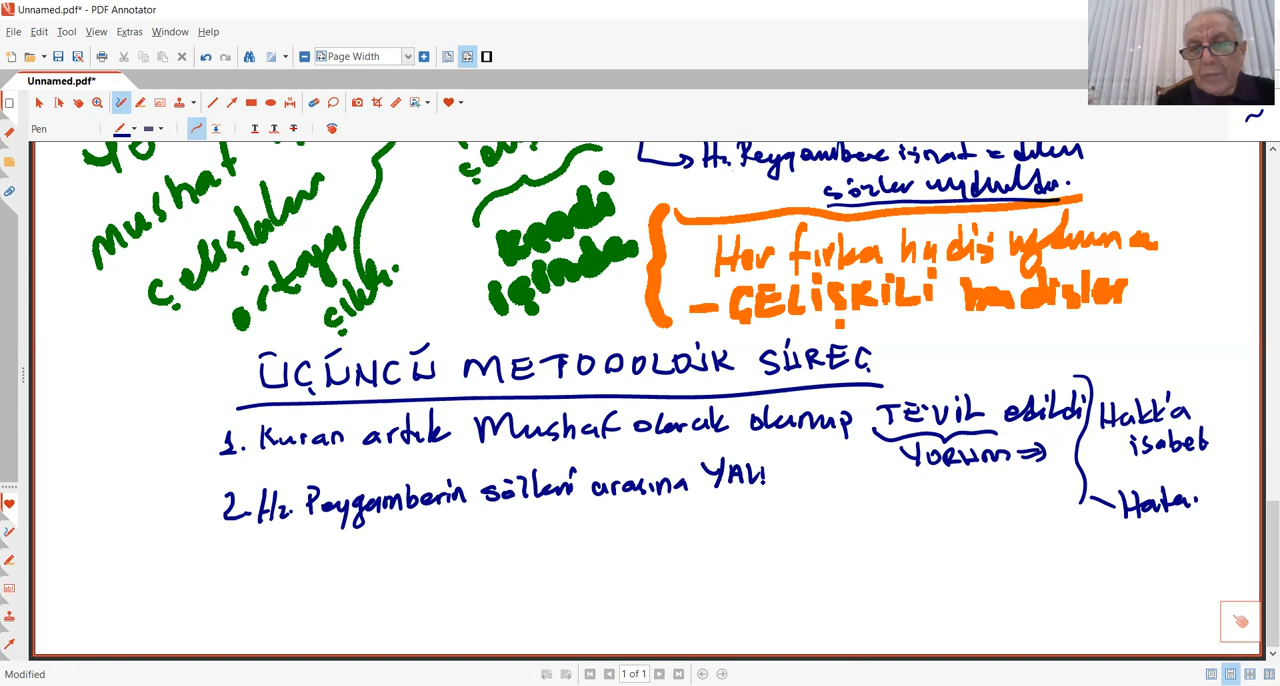 Unnamed.pdf* - PDF Annotator
File Edit Tool View Extras Window Help
Page Width
Unnamed.pdf*
Pen
Hz. Peygambere isnat edilen
sözler uyduruldu.
mushaf
çelişkileri
ortaya
çıktı.
Kendi
içinde
Her fırka hadis uydurma
- ÇELİŞKİLİ hadisler
ÜÇÜNCÜ METODOLOJİK SÜREÇ
1. Kuran artık Mushaf olarak okunup TE'VİL edildi
YORUM ⇒
Hakk'a
isabet
Hata.
2. Hz. Peygamberin sözleri arasına YAL
1 of 1
Modified